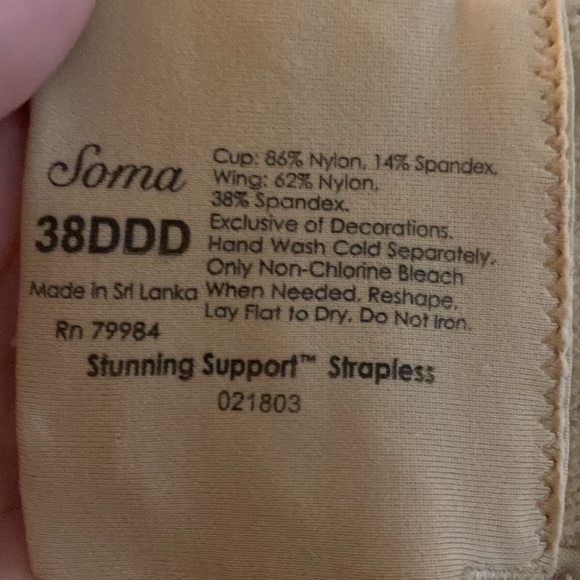 Soma
38DDD
Made in Sri Lanka
Rn 79984
Cup: 86% Nylon, 14% Spandex.
Wing: 62% Nylon,
38% Spandex.
Exclusive of Decorations.
Hand Wash Cold Separately.
Only Non-Chlorine Bleach
When Needed. Reshape,
Lay Flat to Dry. Do Not Iron.
Stunning Support™ Strapless
021803